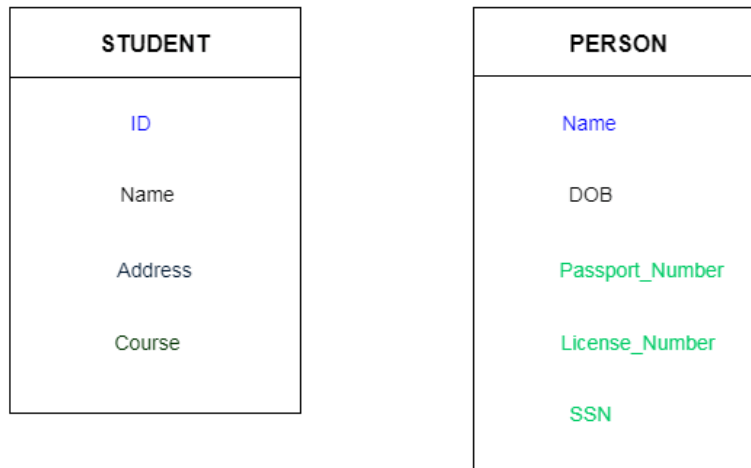 STUDENT
ID
Name
Address
Course
PERSON
Name
DOB
Passport_Number
License_Number
SSN